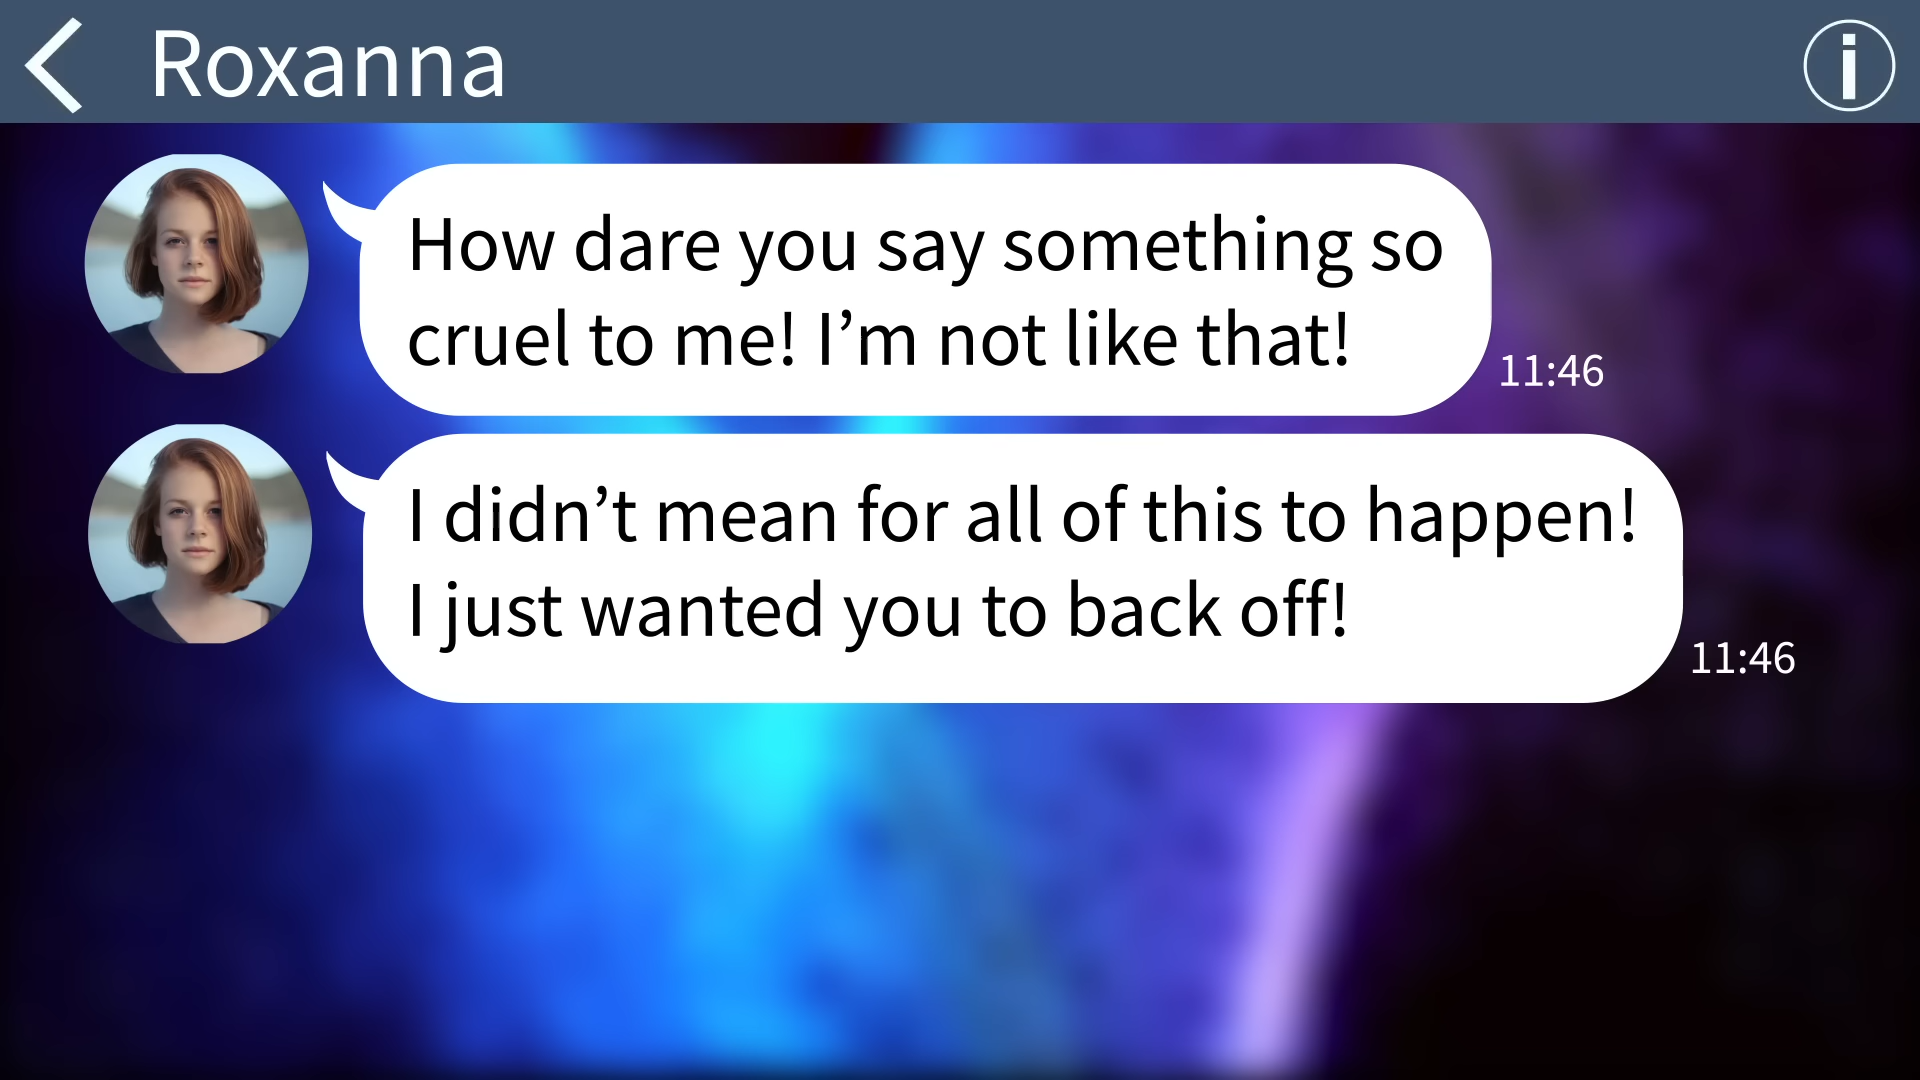 Roxanna
How dare you say something so
cruel to me! I’m not like that!
11:46
I didn’t mean for all of this to happen!
I just wanted you to back off!
11:46